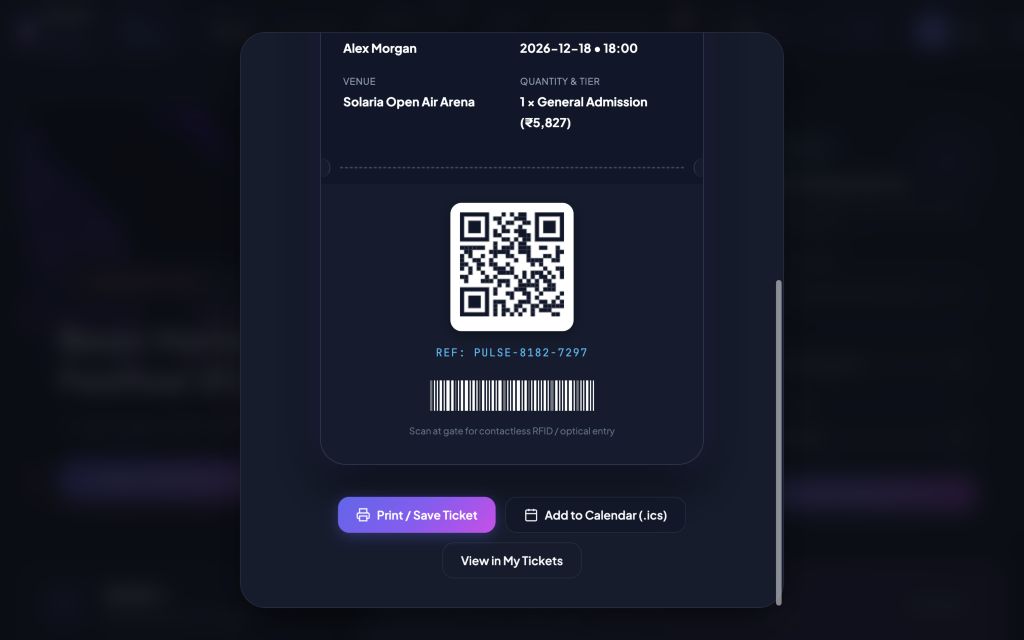 Alex Morgan
2026-12-18 • 18:00
VENUE
QUANTITY & TIER
Solaria Open Air Arena
1 × General Admission
(₹5,827)
REF: PULSE-8182-7297
Scan at gate for contactless RFID / optical entry
Print / Save Ticket
Add to Calendar (.ics)
View in My Tickets